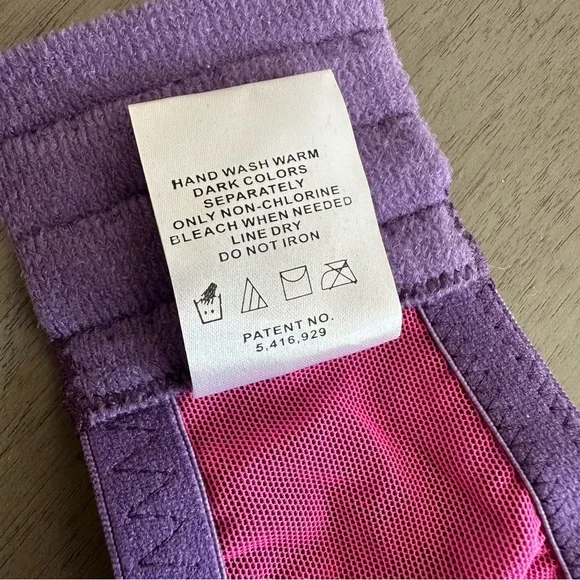 HAND WASH WARM
DARK COLORS
SEPARATELY
ONLY NON-CHLORINE
BLEACH WHEN NEEDED
LINE DRY
DO NOT IRON
PATENT NO.
5,416,929